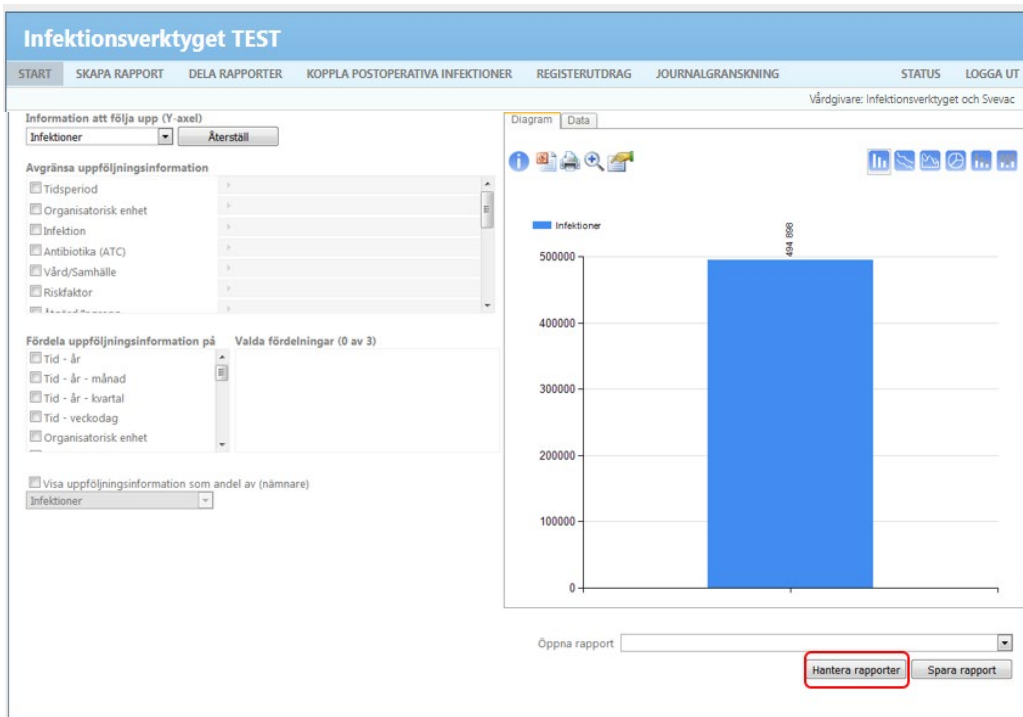 Infektionsverktyget TEST
START SKAPA RAPPORT DELA RAPPORTER KOPPLA POSTOPERATIVA INFEKTIONER REGISTERUTDRAG JOURNALGRANSKNING STATUS LOGGA UT
Vårdgivare: Infektionsverktyget och Svevac
Information att följa upp (Y-axel)
Infektioner Återställ
Avgränsa uppföljningsinformation
Tidsperiod
Organisatorisk enhet
Infektion
Antibiotika (ATC)
Vård/Samhälle
Riskfaktor
Fördela uppföljningsinformation på Valda fördelningar (0 av 3)
Tid - år
Tid - år - månad
Tid - år - kvartal
Tid - veckodag
Organisatorisk enhet
Visa uppföljningsinformation som andel av (nämnare)
Infektioner
Diagram Data
Infektioner
494 898
500000
400000
300000
200000
100000
0
Öppna rapport
Hantera rapporter Spara rapport